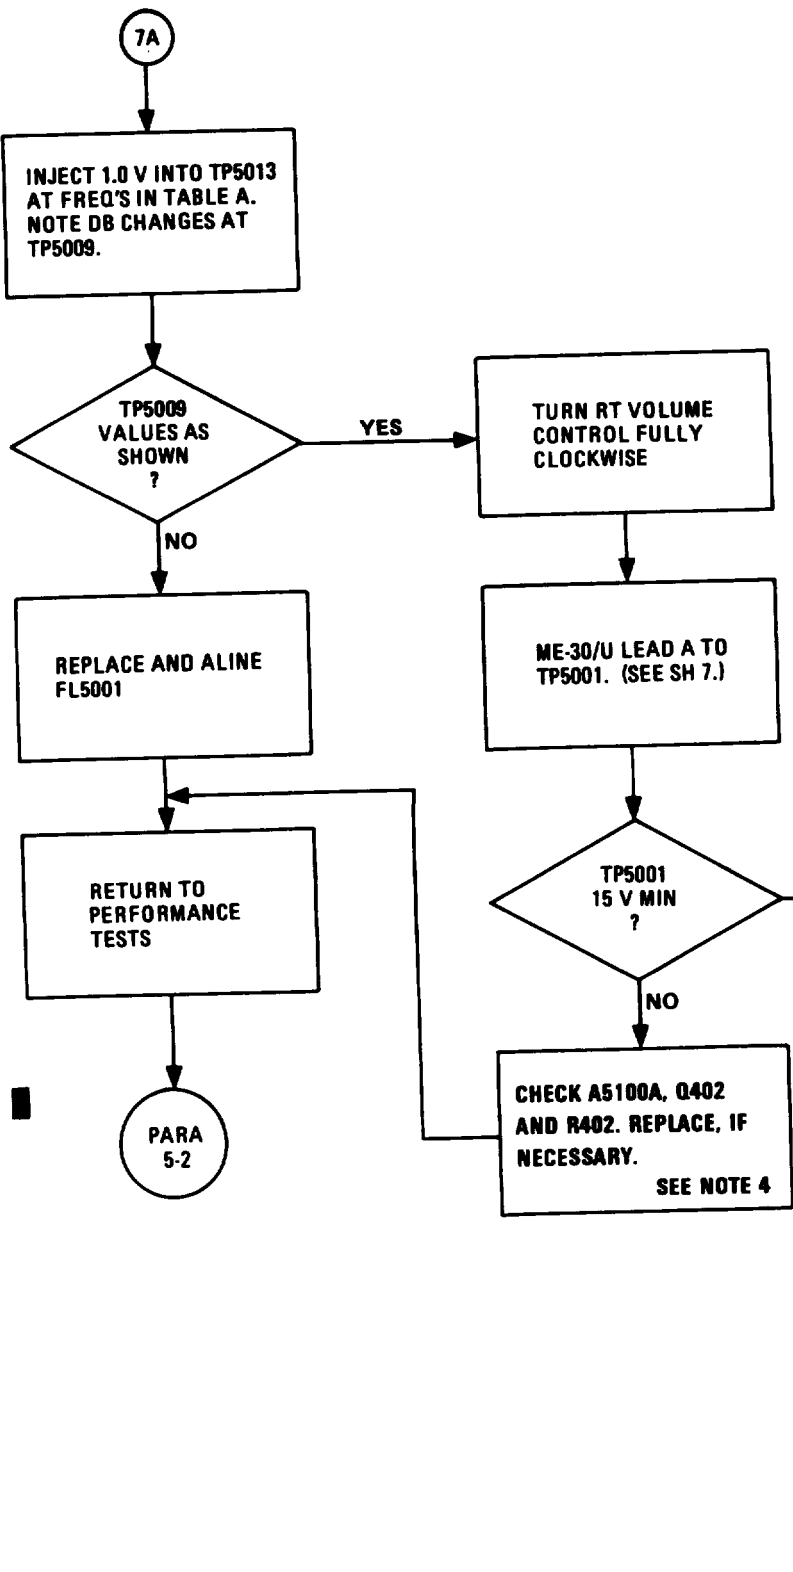 7A
INJECT 1.0 V INTO TP5013
AT FREQ'S IN TABLE A.
NOTE DB CHANGES AT
TP5009.
TP5009
VALUES AS
SHOWN
?
YES
NO
REPLACE AND ALINE
FL5001
RETURN TO
PERFORMANCE
TESTS
PARA
5-2
TURN RT VOLUME
CONTROL FULLY
CLOCKWISE
ME-30/U LEAD A TO
TP5001. (SEE SH 7.)
TP5001
15 V MIN
?
NO
CHECK A5100A, Q402
AND R402. REPLACE, IF
NECESSARY.
SEE NOTE 4